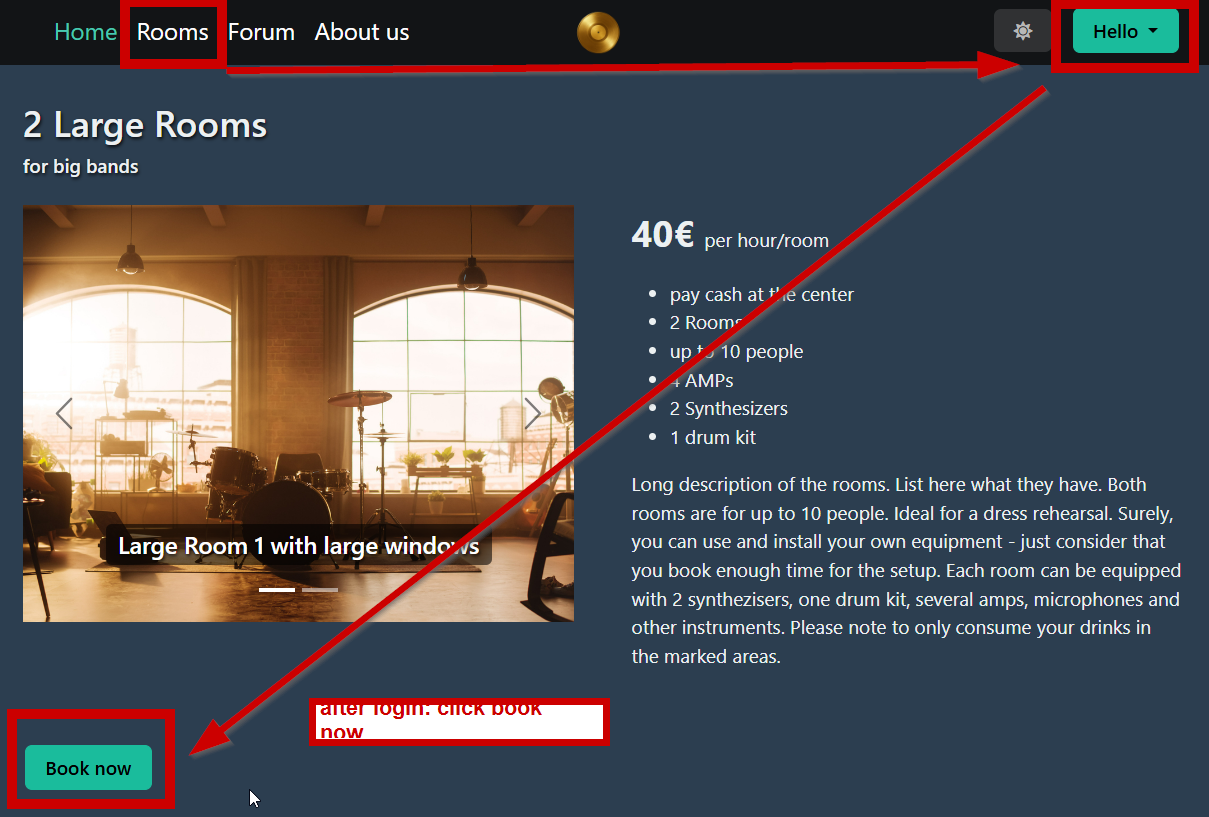 Home Rooms Forum About us Hello
2 Large Rooms
for big bands
40€ per hour/room
pay cash at the center
2 Rooms
up to 10 people
4 AMPs
2 Synthesizers
1 drum kit
Large Room 1 with large windows
Long description of the rooms. List here what they have. Both
rooms are for up to 10 people. Ideal for a dress rehearsal. Surely,
you can use and install your own equipment - just consider that
you book enough time for the setup. Each room can be equipped
with 2 synthezisers, one drum kit, several amps, microphones and
other instruments. Please note to only consume your drinks in
the marked areas.
after login: click book
now
Book now